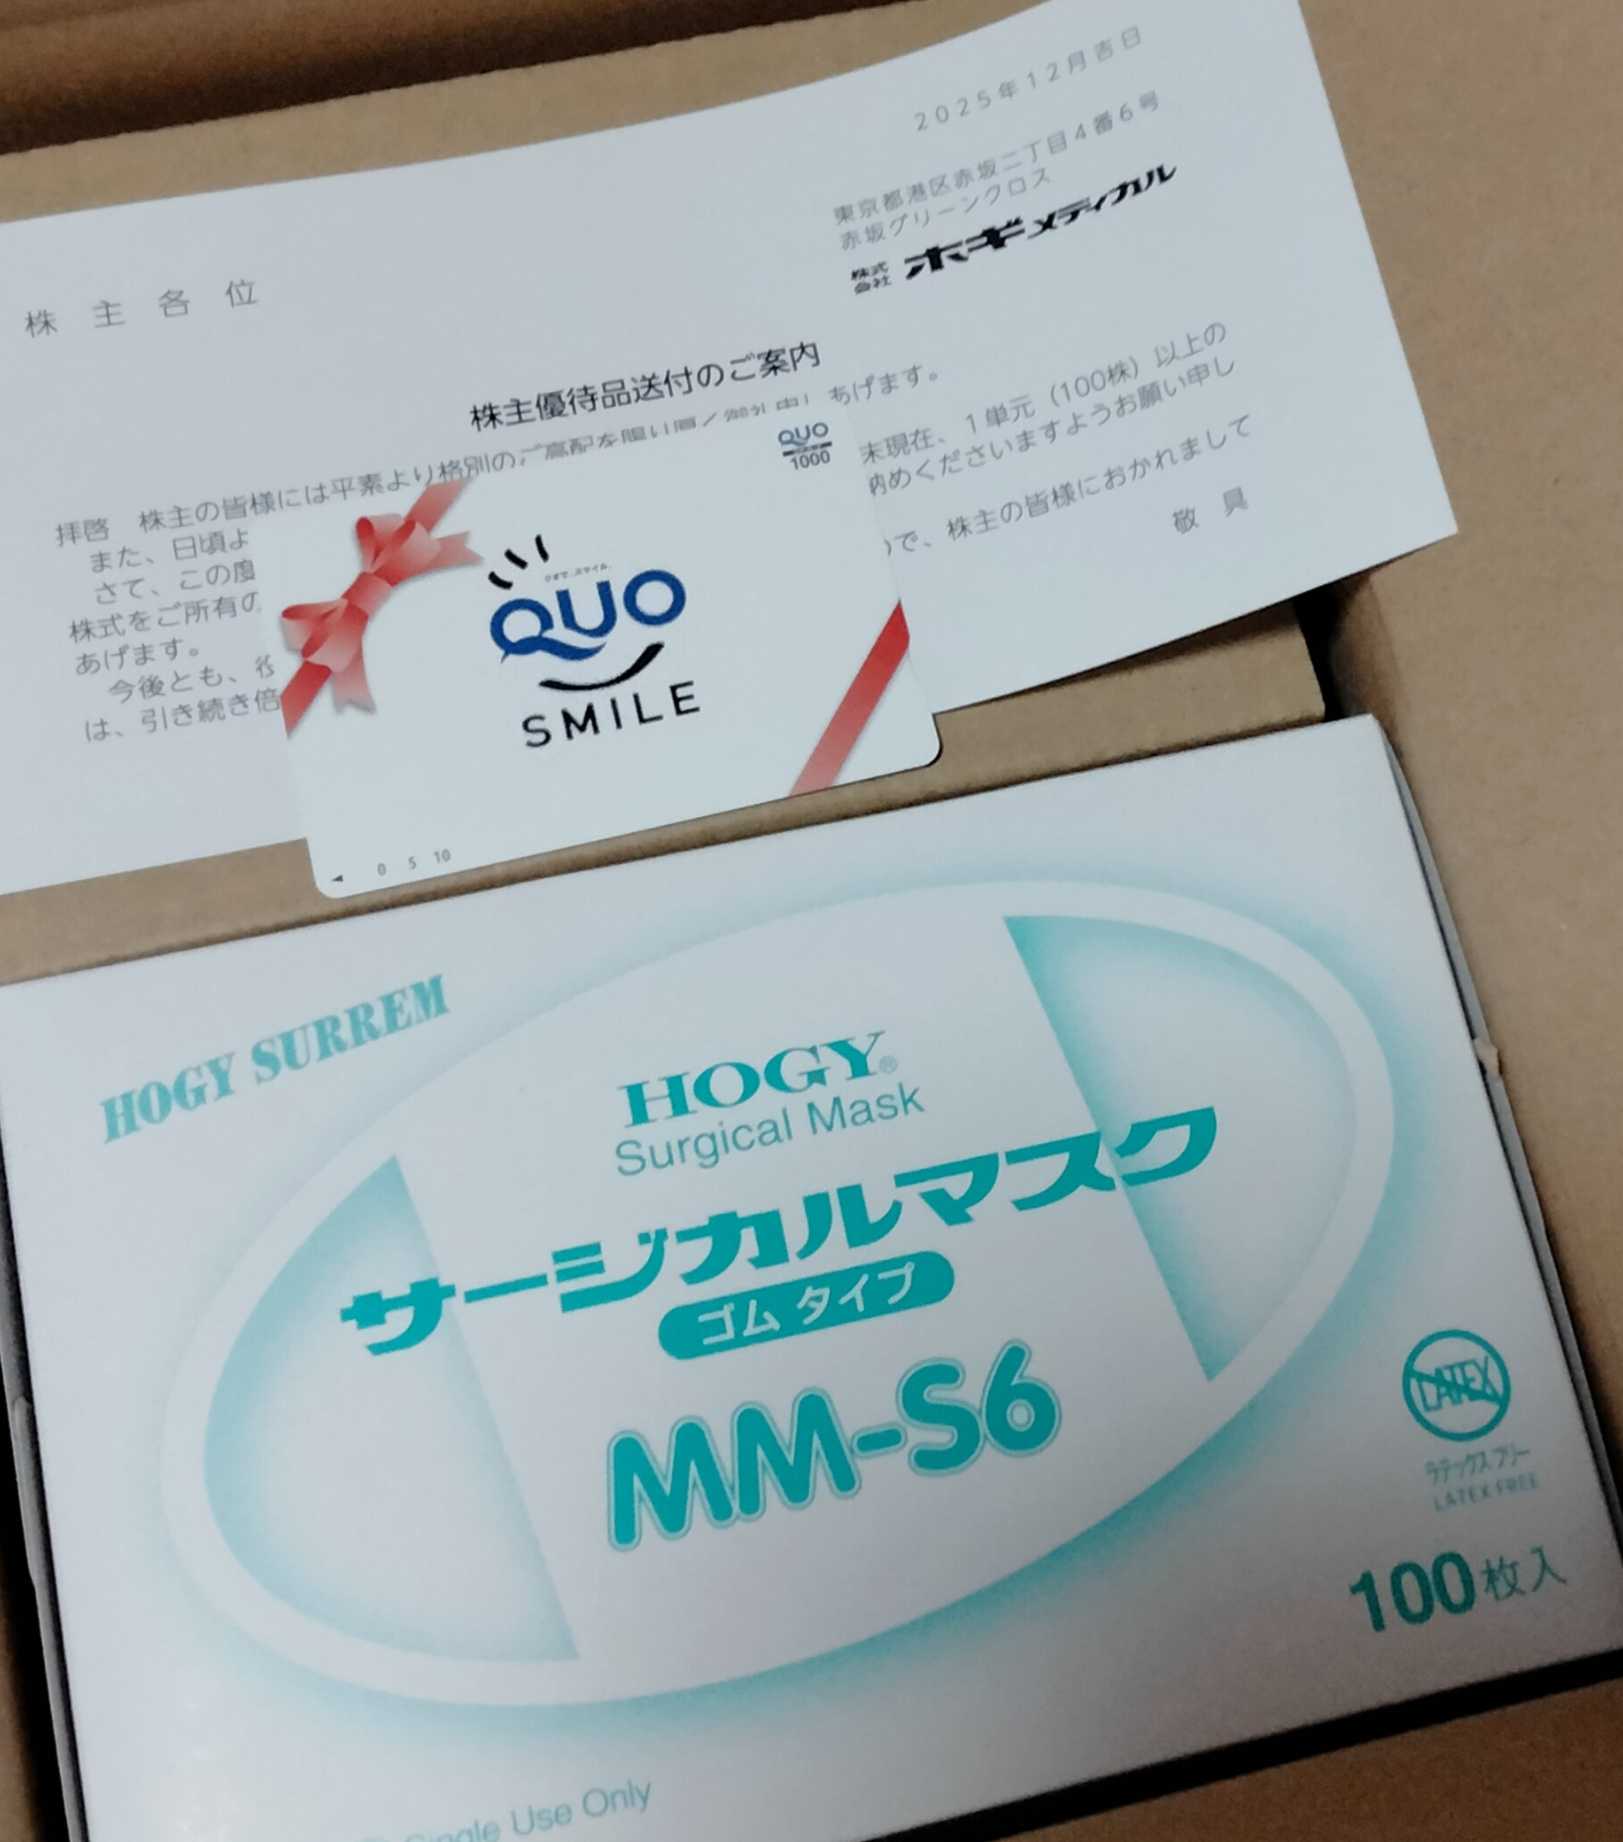 2025年12月吉日
東京都港区赤坂二丁目4番6号
赤坂グリーンクロス
株式会社 ホギメディカル
株主各位
株主優待品送付のご案内
拝啓 株主の皆様には平素より格別のご高配を賜り厚く御礼申しあげます。
また、日頃よ
さて、この度 末現在、1単元（100株）以上の
株式をご所有の 納めくださいますようお願い申し
あげます。
今後とも、 で、株主の皆様におかれまして
は、引き続き倍
敬具
QUO
1000
QUO
SMILE
0 5 10
HOGY SURREM
HOGY®
Surgical Mask
サージカルマスク
ゴムタイプ
MM-S6
LATEX
ラテックスフリー
LATEX FREE
100枚入
Single Use Only